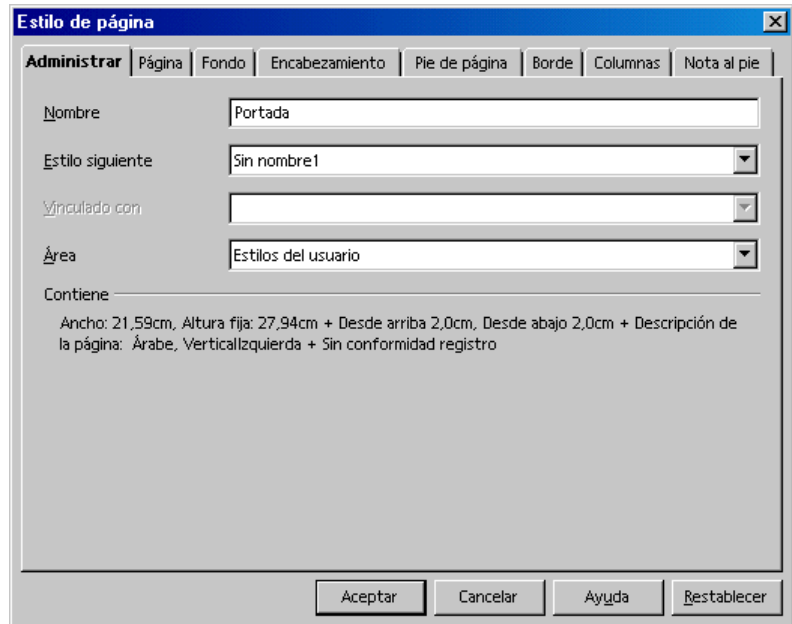 Estilo de página
Administrar Página Fondo Encabezamiento Pie de página Borde Columnas Nota al pie
Nombre Portada
Estilo siguiente Sin nombre1
Vinculado con
Área Estilos del usuario
Contiene
Ancho: 21,59cm, Altura fija: 27,94cm + Desde arriba 2,0cm, Desde abajo 2,0cm + Descripción de
la página: Árabe, VerticalIzquierda + Sin conformidad registro
Aceptar Cancelar Ayuda Restablecer